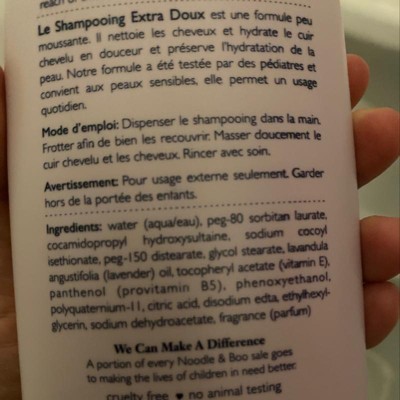 reach of
Le Shampooing Extra Doux est une formule peu
moussante. Il nettoie les cheveux et hydrate le cuir
chevelu en douceur et préserve l'hydratation de la
peau. Notre formule a été testée par des pédiatres et
convient aux peaux sensibles, elle permet un usage
quotidien.
Mode d'emploi: Dispenser le shampooing dans la main.
Frotter afin de bien les recouvrir. Masser doucement le
cuir chevelu et les cheveux. Rincer avec soin.
Avertissement: Pour usage externe seulement. Garder
hors de la portée des enfants.
Ingredients: water (aqua/eau), peg-80 sorbitan laurate,
cocamidopropyl hydroxysultaine, sodium cocoyl
isethionate, peg-150 distearate, glycol stearate, lavandula
angustifolia (lavender) oil, tocopheryl acetate (vitamin E),
panthenol (provitamin B5), phenoxyethanol,
polyquaternium-11, citric acid, disodium edta, ethylhexyl-
glycerin, sodium dehydroacetate, fragrance (parfum)
We Can Make A Difference
A portion of every Noodle & Boo sale goes
to making the lives of children in need better.
cruelty free ♥ no animal testing